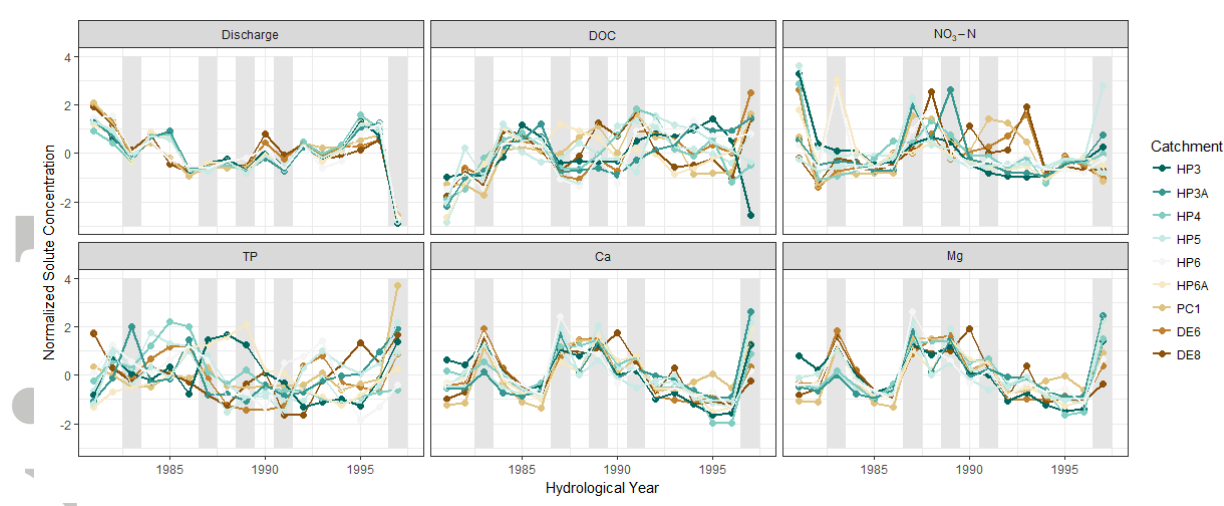 Discharge DOC NO3−N
4
2
0
-2
TP Ca Mg
4
2
0
-2
1985 1990 1995 1985 1990 1995 1985 1990 1995
Normalized Solute Concentration
Hydrological Year
Catchment
HP3
HP3A
HP4
HP5
HP6
HP6A
PC1
DE6
DE8